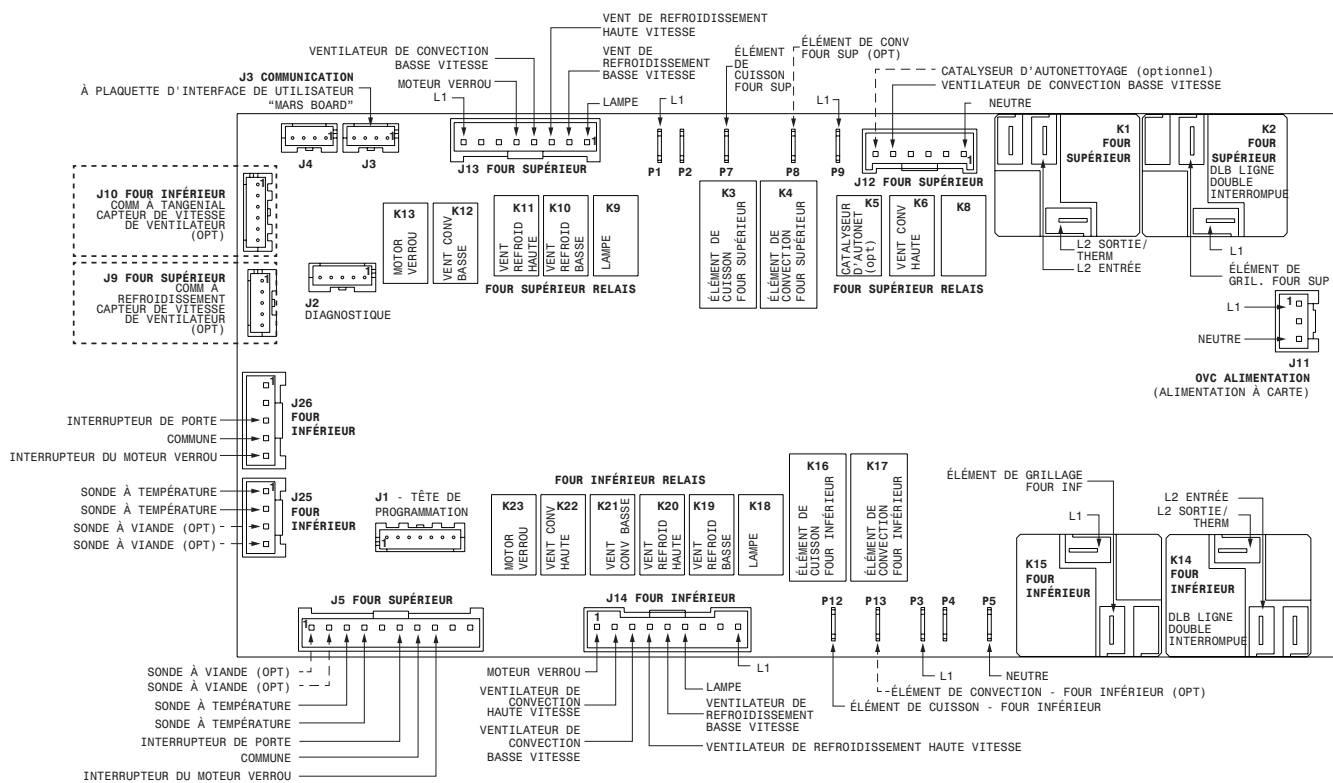 VENT DE REFROIDISSEMENT
HAUTE VITESSE
VENTILATEUR DE CONVECTION
BASSE VITESSE
VENT DE
REFROIDISSEMENT
BASSE VITESSE
ÉLÉMENT
DE
CUISSON
FOUR SUP
ÉLÉMENT DE CONV
FOUR SUP (OPT)
J3 COMMUNICATION
À PLAQUETTE D'INTERFACE DE UTILISATEUR
"MARS BOARD"
MOTEUR VERROU
L1
LAMPE
L1
L1
CATALYSEUR D'AUTONETTOYAGE (optionnel)
VENTILATEUR DE CONVECTION BASSE VITESSE
NEUTRE
1
J4
1
J3
1
J13 FOUR SUPÉRIEUR
P1
P2
P7
P8
P9
1
J12 FOUR SUPÉRIEUR
K1
FOUR
SUPÉRIEUR
K2
FOUR
SUPÉRIEUR
DLB LIGNE
DOUBLE
INTERROMPUE
L2 SORTIE/
THERM
L2 ENTRÉE
L1
ÉLÉMENT DE
GRIL. FOUR SUP
J10 FOUR INFÉRIEUR
COMM À TANGENIAL
CAPTEUR DE VITESSE
DE VENTILATEUR
(OPT)
1
J9 FOUR SUPÉRIEUR
COMM A
REFROIDISSEMENT
CAPTEUR DE VITESSE
DE VENTILATEUR
(OPT)
1
1
J2
DIAGNOSTIQUE
K13
MOTOR
VERROU
K12
VENT CONV
BASSE
K11
VENT
REFROID
HAUTE
K10
VENT
REFROID
BASSE
K9
LAMPE
FOUR SUPÉRIEUR RELAIS
K3
ÉLÉMENT DE
CUISSON
FOUR SUPÉRIEUR
K4
ÉLÉMENT DE
CONVECTION
FOUR SUPÉRIEUR
K5
CATALYSEUR
D'AUTONET
(opt)
K6
VENT CONV
HAUTE
K8
FOUR SUPÉRIEUR RELAIS
L1
NEUTRE
1
J11
OVC ALIMENTATION
(ALIMENTATION À CARTE)
1
J26
FOUR
INFÉRIEUR
INTERRUPTEUR DE PORTE
COMMUNE
INTERRUPTEUR DU MOTEUR VERROU
SONDE À TEMPÉRATURE
SONDE À TEMPÉRATURE
SONDE À VIANDE (OPT)
SONDE À VIANDE (OPT)
1
J25
FOUR
INFÉRIEUR
J1 - TÊTE DE
PROGRAMMATION
1
FOUR INFÉRIEUR RELAIS
K23
MOTOR
VERROU
K22
VENT CONV
HAUTE
K21
VENT
CONV BASSE
K20
VENT
REFROID
HAUTE
K19
VENT
REFROID
BASSE
K18
LAMPE
K16
ÉLÉMENT DE
CUISSON
FOUR INFÉRIEUR
K17
ÉLÉMENT DE
CONVECTION
FOUR INFÉRIEUR
ÉLÉMENT DE GRILLAGE
FOUR INF
L1
L2 ENTRÉE
L2 SORTIE/
THERM
K15
FOUR
INFÉRIEUR
K14
FOUR
INFÉRIEUR
DLB LIGNE
DOUBLE
INTERROMPUE
J5 FOUR SUPÉRIEUR
1
J14 FOUR INFÉRIEUR
1
P12
P13
P3
P4
P5
SONDE À VIANDE (OPT)
SONDE À VIANDE (OPT)
SONDE À TEMPÉRATURE
SONDE À TEMPÉRATURE
INTERRUPTEUR DE PORTE
COMMUNE
INTERRUPTEUR DU MOTEUR VERROU
MOTEUR VERROU
VENTILATEUR DE
CONVECTION
HAUTE VITESSE
VENTILATEUR DE
CONVECTION
BASSE VITESSE
L1
LAMPE
VENTILATEUR DE
REFROIDISSEMENT
BASSE VITESSE
VENTILATEUR DE REFROIDISSEMENT HAUTE VITESSE
L1
NEUTRE
ÉLÉMENT DE CONVECTION - FOUR INFÉRIEUR (OPT)
ÉLÉMENT DE CUISSON - FOUR INFÉRIEUR